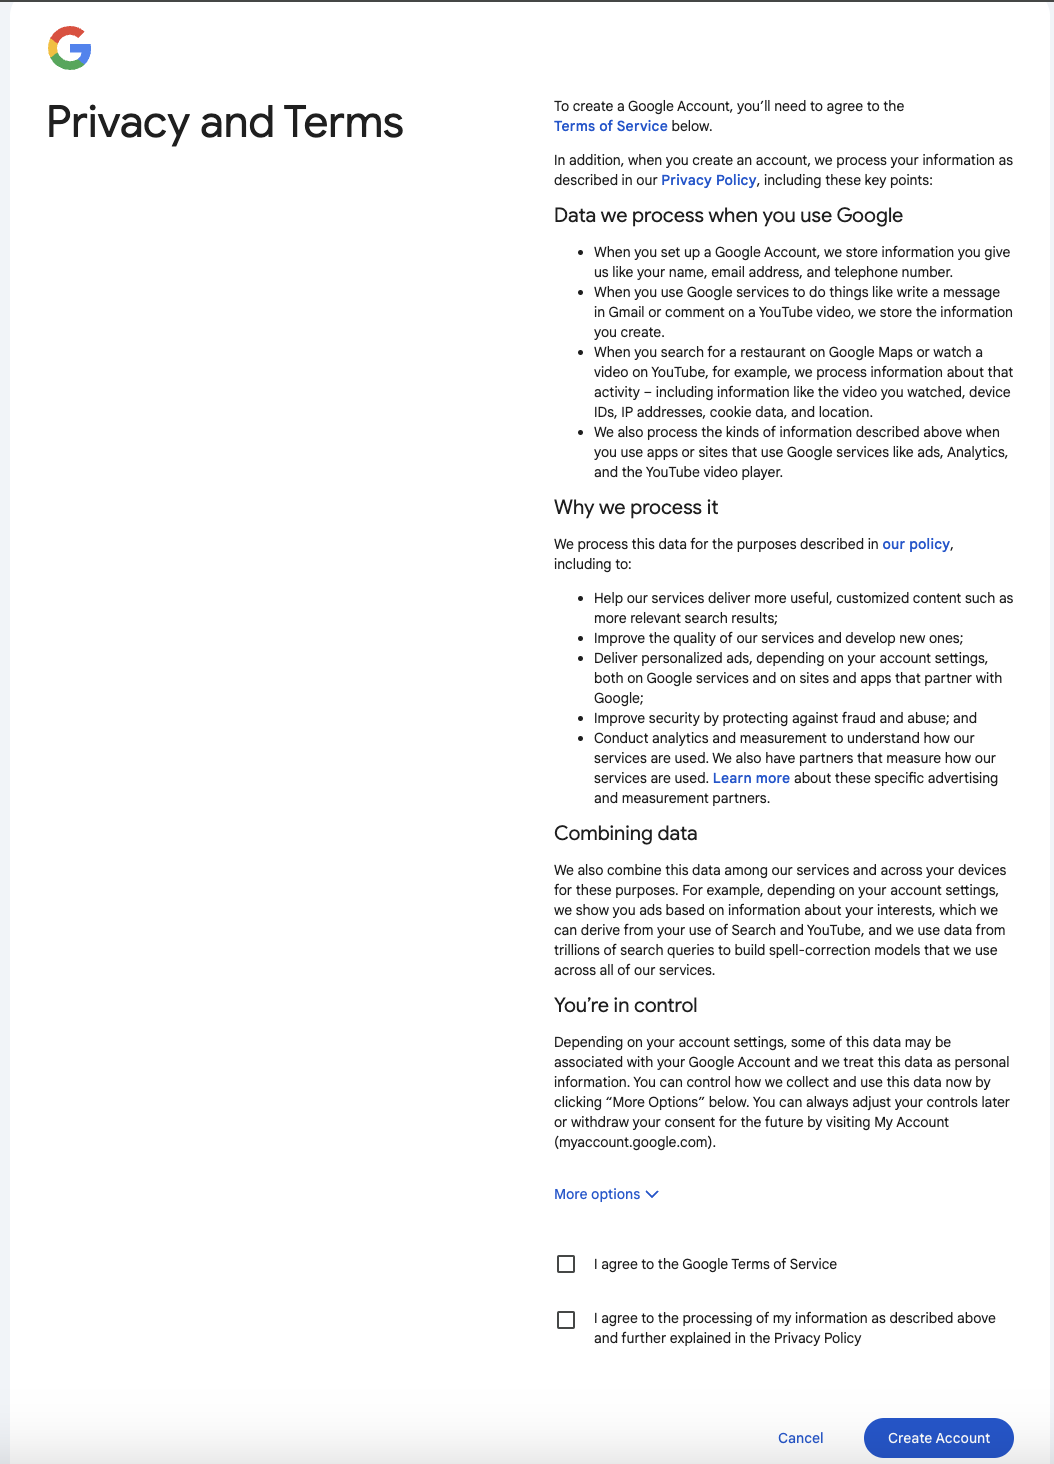 Privacy and Terms
To create a Google Account, you’ll need to agree to the
Terms of Service below.
In addition, when you create an account, we process your information as
described in our Privacy Policy, including these key points:
Data we process when you use Google
• When you set up a Google Account, we store information you give
us like your name, email address, and telephone number.
• When you use Google services to do things like write a message
in Gmail or comment on a YouTube video, we store the information
you create.
• When you search for a restaurant on Google Maps or watch a
video on YouTube, for example, we process information about that
activity – including information like the video you watched, device
IDs, IP addresses, cookie data, and location.
• We also process the kinds of information described above when
you use apps or sites that use Google services like ads, Analytics,
and the YouTube video player.
Why we process it
We process this data for the purposes described in our policy,
including to:
• Help our services deliver more useful, customized content such as
more relevant search results;
• Improve the quality of our services and develop new ones;
• Deliver personalized ads, depending on your account settings,
both on Google services and on sites and apps that partner with
Google;
• Improve security by protecting against fraud and abuse; and
• Conduct analytics and measurement to understand how our
services are used. We also have partners that measure how our
services are used. Learn more about these specific advertising
and measurement partners.
Combining data
We also combine this data among our services and across your devices
for these purposes. For example, depending on your account settings,
we show you ads based on information about your interests, which we
can derive from your use of Search and YouTube, and we use data from
trillions of search queries to build spell-correction models that we use
across all of our services.
You’re in control
Depending on your account settings, some of this data may be
associated with your Google Account and we treat this data as personal
information. You can control how we collect and use this data now by
clicking “More Options” below. You can always adjust your controls later
or withdraw your consent for the future by visiting My Account
(myaccount.google.com).
More options
I agree to the Google Terms of Service
I agree to the processing of my information as described above
and further explained in the Privacy Policy
Cancel
Create Account